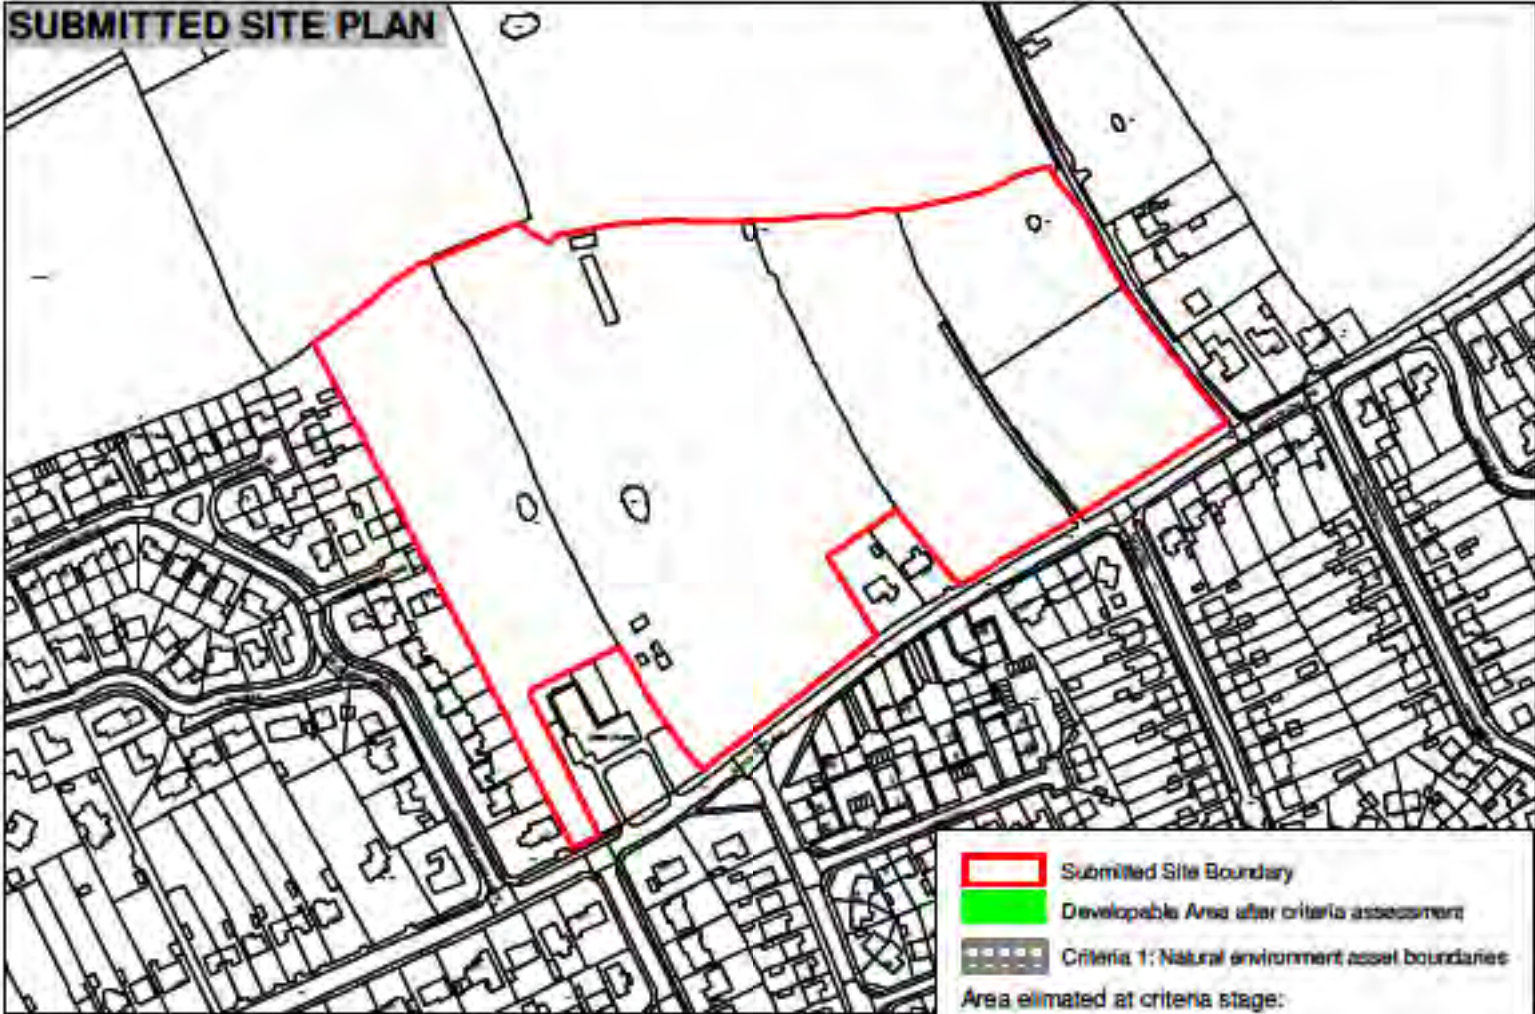 SUBMITTED SITE PLAN
Submitted Site Boundary
Developable Area after criteria assessment
Criteria 1: Natural environment asset boundaries
Area elimated at criteria stage: